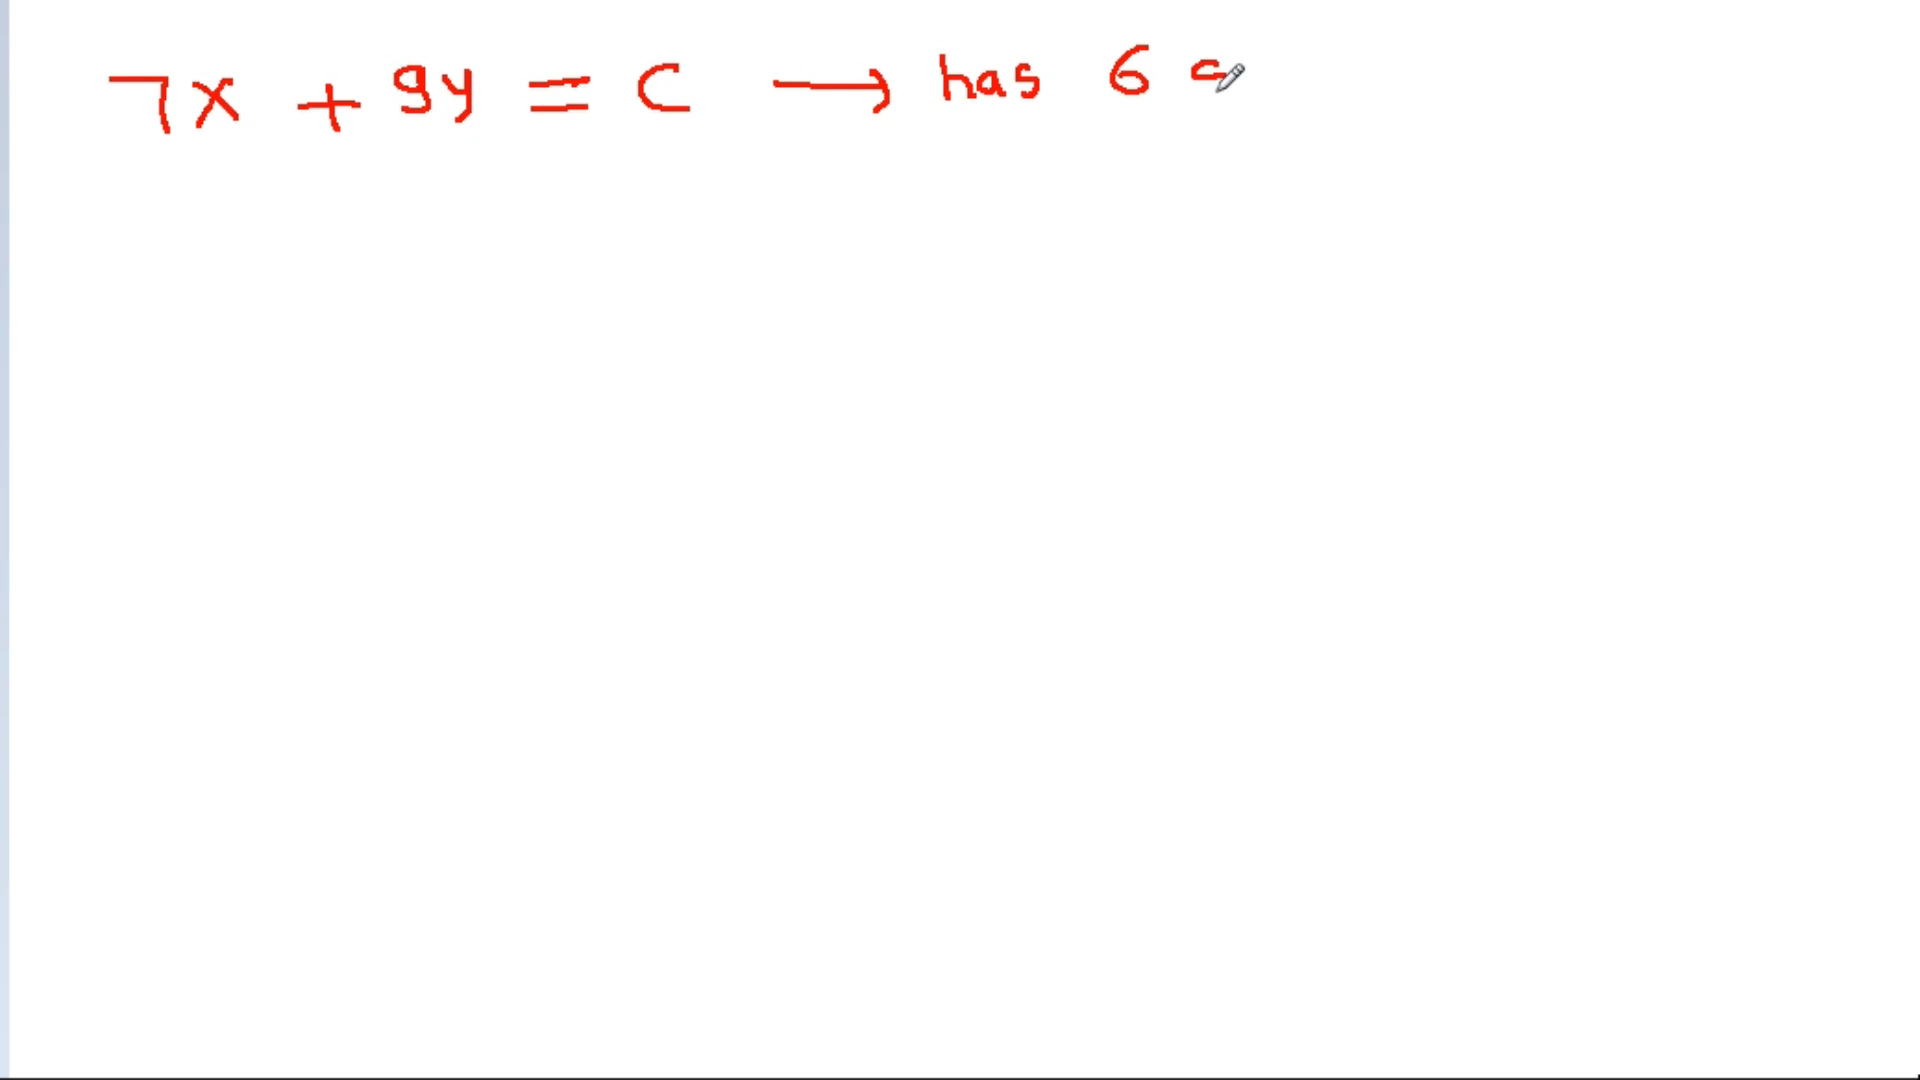 7x + 9y = C → has 6